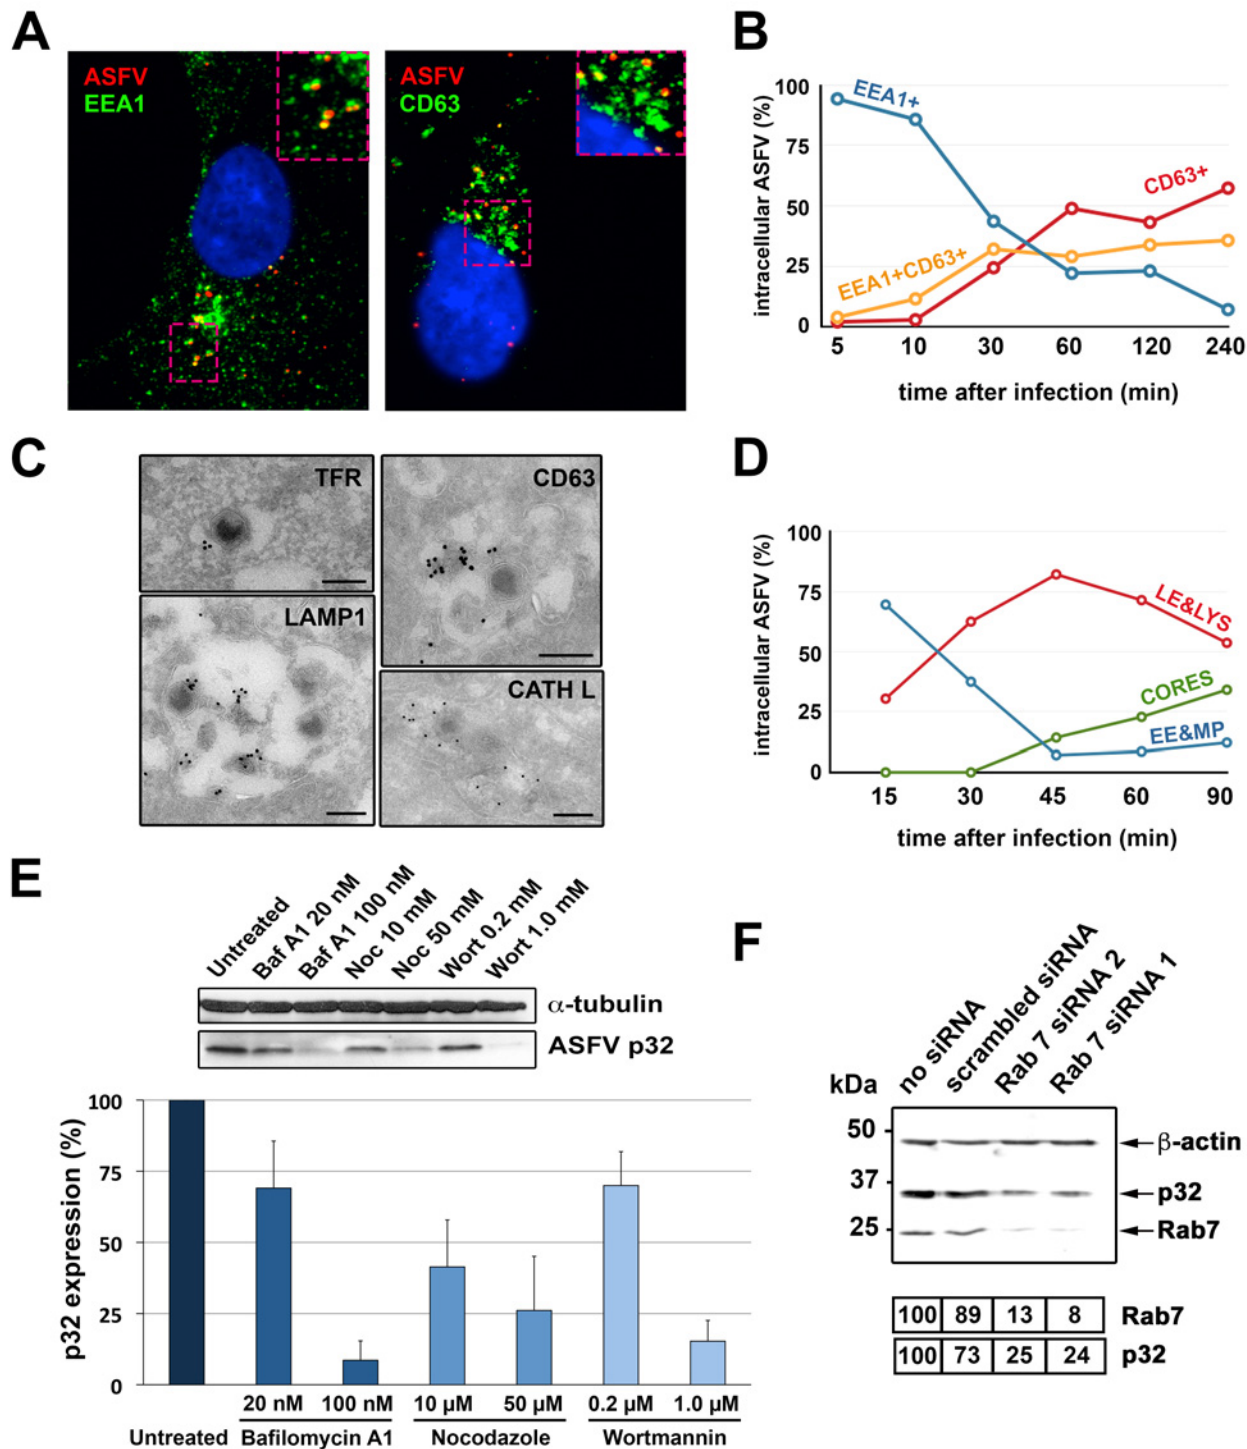 A
ASFV
EEA1
ASFV
CD63
B
intracellular ASFV (%)
100
75
50
25
0
EEA1+
CD63+
EEA1+CD63+
5 10 30 60 120 240
time after infection (min)
C
TFR
CD63
LAMP1
CATH L
D
intracellular ASFV (%)
100
75
50
25
0
LE&LYS
CORES
EE&MP
15 30 45 60 90
time after infection (min)
E
Untreated
Baf A1 20 nM
Baf A1 100 nM
Noc 10 mM
Noc 50 mM
Wort 0.2 mM
Wort 1.0 mM
α-tubulin
ASFV p32
p32 expression (%)
100
75
50
25
0
20 nM 100 nM 10 µM 50 µM 0.2 µM 1.0 µM
Untreated Bafilomycin A1 Nocodazole Wortmannin
F
no siRNA
scrambled siRNA
Rab 7 siRNA 2
Rab 7 siRNA 1
kDa
50
37
25
β-actin
p32
Rab7
100 89 13 8 Rab7
100 73 25 24 p32